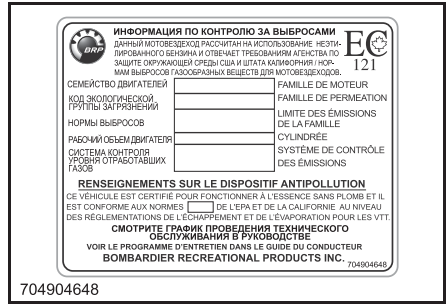 ИНФОРМАЦИЯ ПО КОНТРОЛЮ ЗА ВЫБРОСАМИ
ДАННЫЙ МОТОВЕЗДЕХОД РАССЧИТАН НА ИСПОЛЬЗОВАНИЕ НЕЭТИ-
ЛИРОВАННОГО БЕНЗИНА И ОТВЕЧАЕТ ТРЕБОВАНИЯМ АГЕНСТВА ПО
ЗАЩИТЕ ОКРУЖАЮЩЕЙ СРЕДЫ США И ШТАТА КАЛИФОРНИЯ / НОР-
МАМ ВЫБРОСОВ ГАЗООБРАЗНЫХ ВЕЩЕСТВ ДЛЯ МОТОВЕЗДЕХОДОВ.
BRP
EC
121
СЕМЕЙСТВО ДВИГАТЕЛЕЙ FAMILLE DE MOTEUR
КОД ЭКОЛОГИЧЕСКОЙ FAMILLE DE PERMEATION
ГРУППЫ ЗАГРЯЗНЕНИЙ
НОРМЫ ВЫБРОСОВ LIMITE DES ÉMISSIONS
DE LA FAMILLE
РАБОЧИЙ ОБЪЕМ ДВИГАТЕЛЯ CYLINDRÉE
СИСТЕМА КОНТРОЛЯ SYSTÈME DE CONTRÔLE
УРОВНЯ ОТРАБОТАВШИХ DES ÉMISSIONS
ГАЗОВ
RENSEIGNEMENTS SUR LE DISPOSITIF ANTIPOLLUTION
CE VÉHICULE EST CERTIFIÉ POUR FONCTIONNER À L'ESSENCE SANS PLOMB ET IL
EST CONFORME AUX NORMES DE L'EPA ET DE LA CALIFORNIE AU NIVEAU
DES RÉGLEMENTATIONS DE L'ÉCHAPPEMENT ET DE L'ÉVAPORATION POUR LES VTT.
СМОТРИТЕ ГРАФИК ПРОВЕДЕНИЯ ТЕХНИЧЕСКОГО
ОБСЛУЖИВАНИЯ В РУКОВОДСТВЕ
VOIR LE PROGRAMME D'ENTRETIEN DANS LE GUIDE DU CONDUCTEUR
BOMBARDIER RECREATIONAL PRODUCTS INC.
704904648
704904648